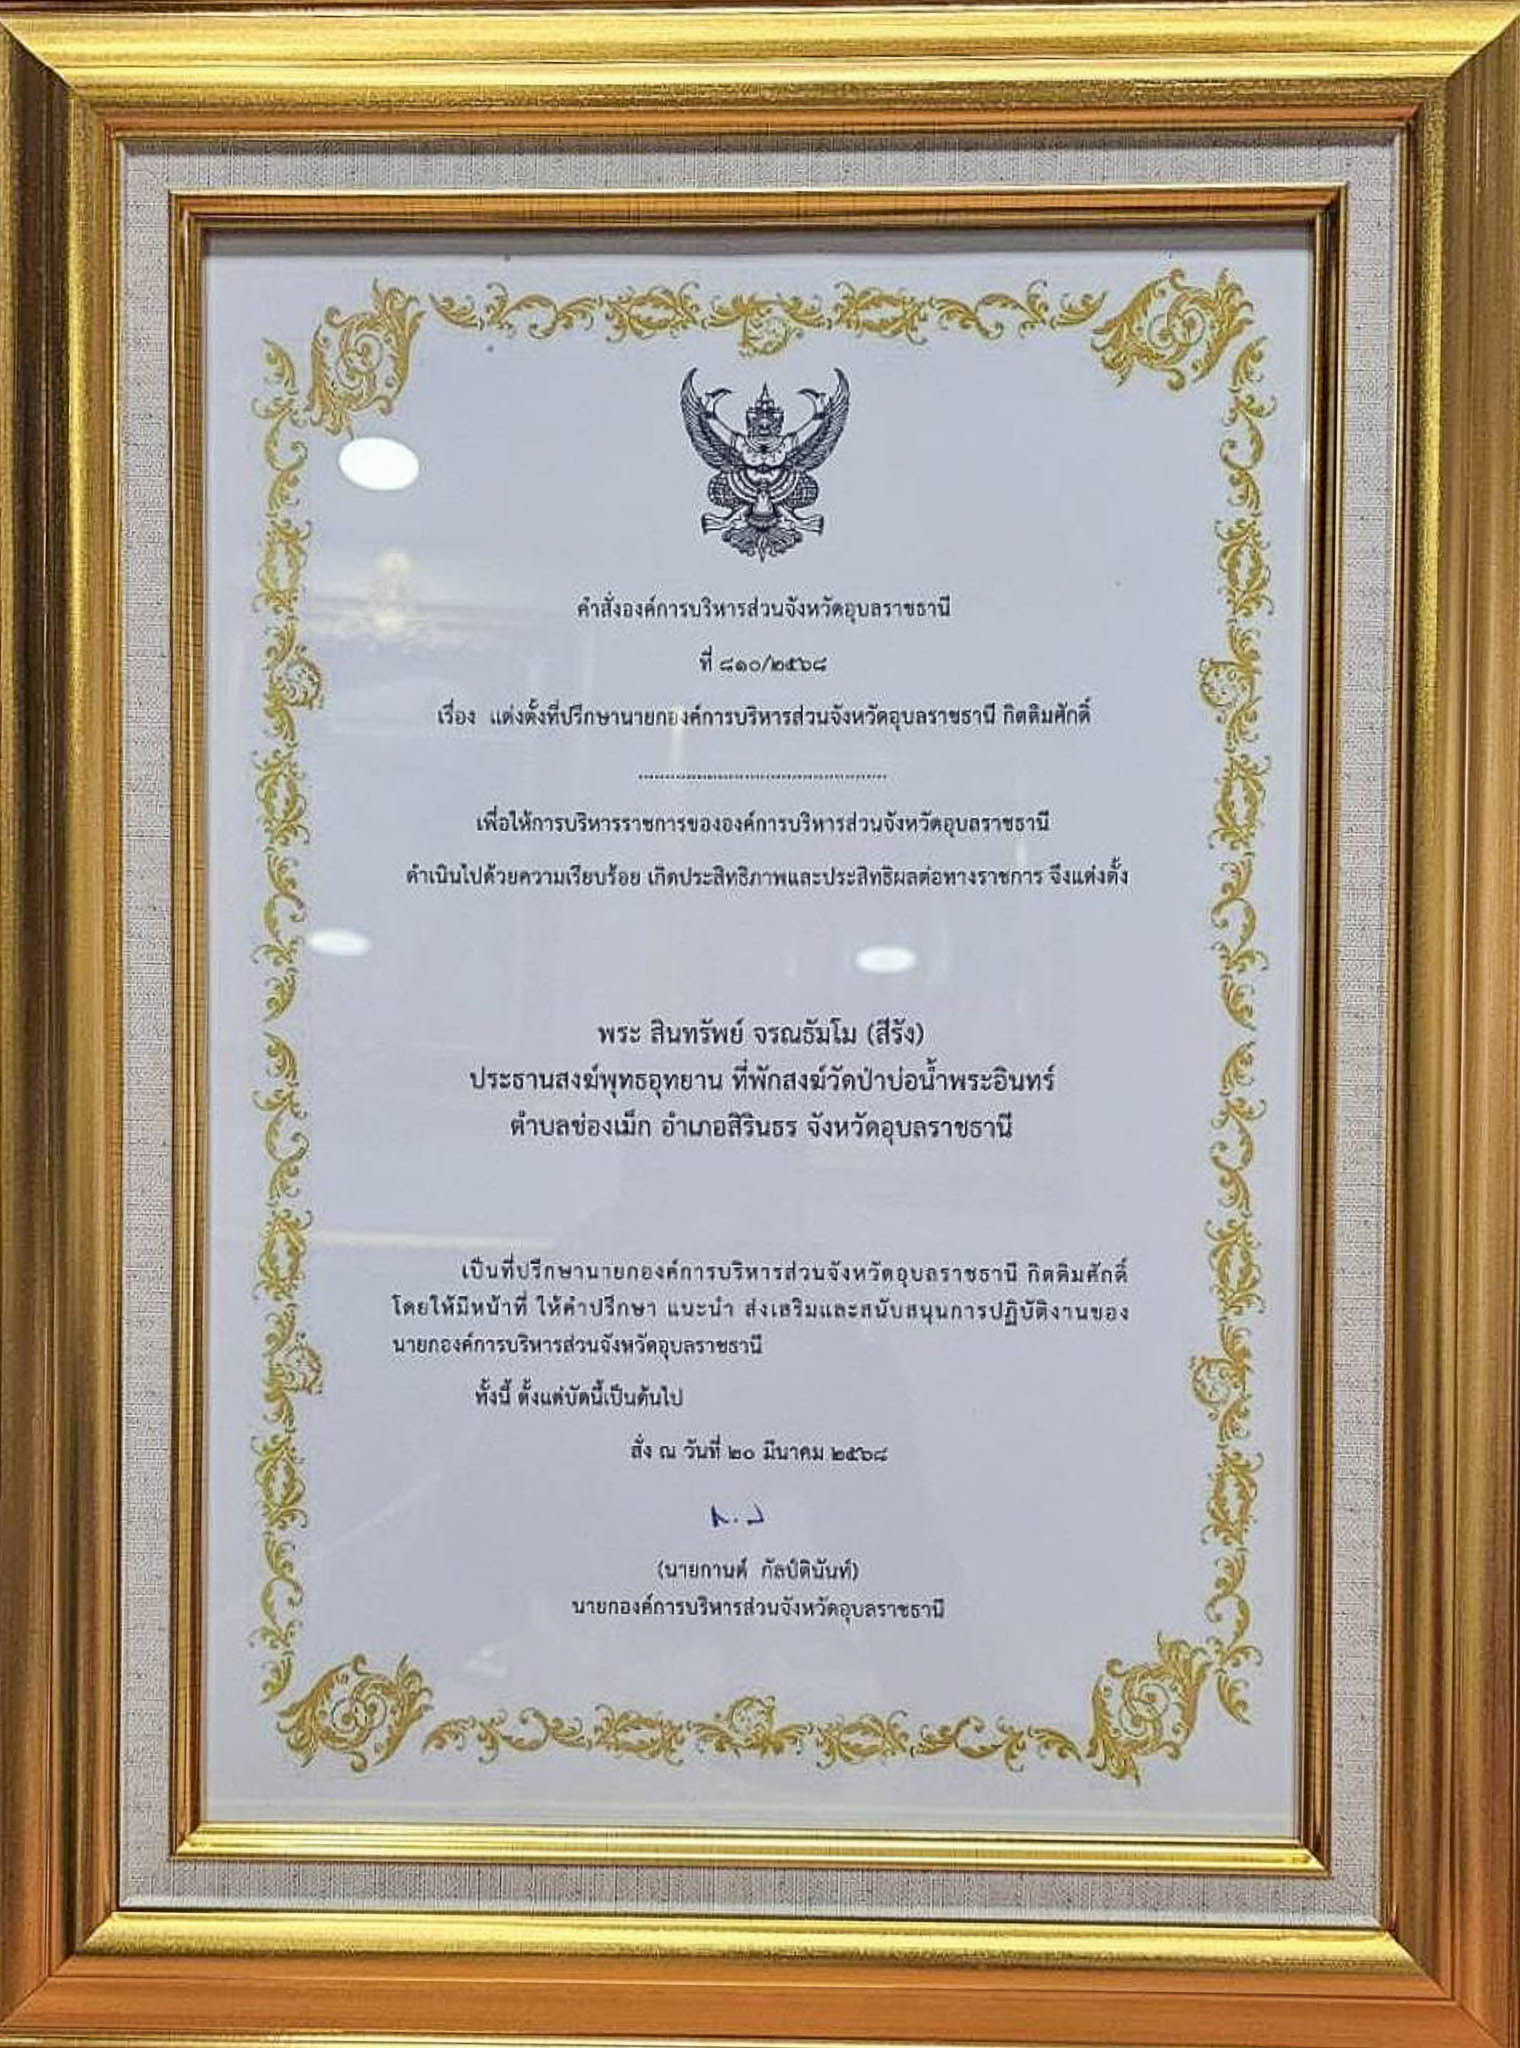 คำสั่งองค์การบริหารส่วนจังหวัดอุบลราชธานี
ที่ ๘๑๐/๒๕๖๘
เรื่อง แต่งตั้งที่ปรึกษานายกองค์การบริหารส่วนจังหวัดอุบลราชธานี กิตติมศักดิ์
เพื่อให้การบริหารราชการขององค์การบริหารส่วนจังหวัดอุบลราชธานี
ดำเนินไปด้วยความเรียบร้อย เกิดประสิทธิภาพและประสิทธิผลต่อทางราชการ จึงแต่งตั้ง
พระ สินทรัพย์ จรณธัมโม (สีรัง)
ประธานสงฆ์พุทธอุทยาน ที่พักสงฆ์วัดป่าบ่อน้ำพระอินทร์
ตำบลช่องเม็ก อำเภอสิรินธร จังหวัดอุบลราชธานี
เป็นที่ปรึกษานายกองค์การบริหารส่วนจังหวัดอุบลราชธานี กิตติมศักดิ์
โดยให้มีหน้าที่ ให้คำปรึกษา แนะนำ ส่งเสริมและสนับสนุนการปฏิบัติงานของ
นายกองค์การบริหารส่วนจังหวัดอุบลราชธานี
ทั้งนี้ ตั้งแต่บัดนี้เป็นต้นไป
สั่ง ณ วันที่ ๒๐ มีนาคม ๒๕๖๘
(นายกานต์ กัลป์ตินันท์)
นายกองค์การบริหารส่วนจังหวัดอุบลราชธานี